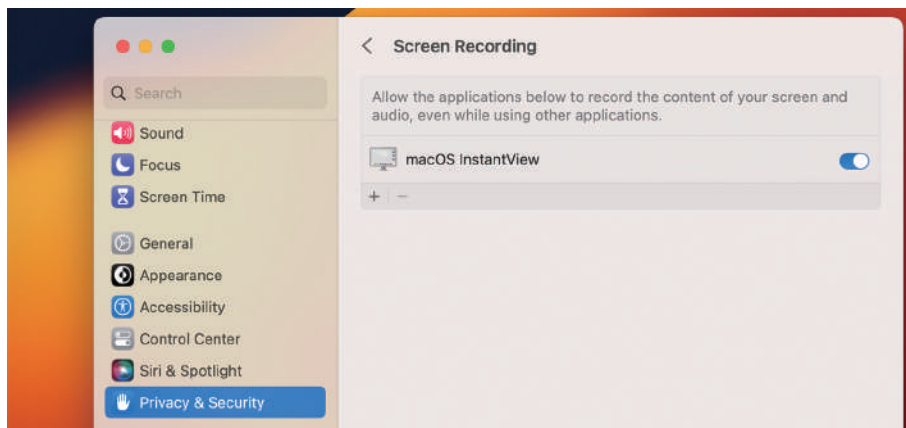 Screen Recording
Search
Sound
Focus
Screen Time
General
Appearance
Accessibility
Control Center
Siri & Spotlight
Privacy & Security
Allow the applications below to record the content of your screen and
audio, even while using other applications.
macOS InstantView
+ −